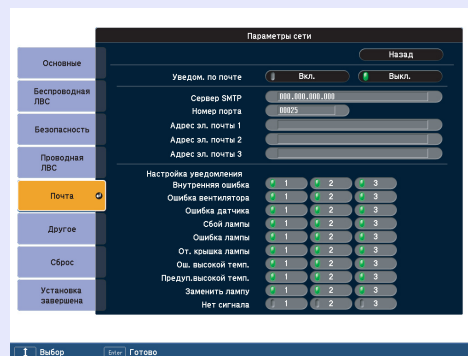 Параметры сети
Назад
Основные
Беспроводная
ЛВС
Безопасность
Проводная
ЛВС
Почта
Другое
Сброс
Установка
завершена
Уведом. по почте Вкл. Выкл.
Сервер SMTP 000.000.000.000
Номер порта 00025
Адрес эл. почты 1
Адрес эл. почты 2
Адрес эл. почты 3
Настройка уведомления
Внутренняя ошибка 1 2 3
Ошибка вентилятора 1 2 3
Ошибка датчика 1 2 3
Сбой лампы 1 2 3
Ошибка лампы 1 2 3
От. крышка лампы 1 2 3
Ош. высокой темп. 1 2 3
Предуп.высокой темп. 1 2 3
Заменить лампу 1 2 3
Нет сигнала 1 2 3
Выбор Enter Готово